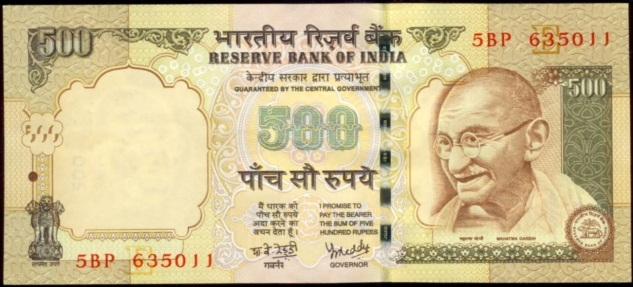 500
भारतीय रिज़र्व बैंक
RESERVE BANK OF INDIA
5BP 635011
केन्द्रीय सरकार द्वारा प्रत्याभूत
GUARANTEED BY THE CENTRAL GOVERNMENT
500
500
पाँच सौ रुपये
मैं धारक को
पाँच सौ रुपये
अदा करने का
वचन देता हूँ।
I PROMISE TO
PAY THE BEARER
THE SUM OF FIVE
HUNDRED RUPEES
गवर्नर
GOVERNOR
महात्मा गांधी
MAHATMA GANDHI
सत्यमेव जयते
5BP 635011